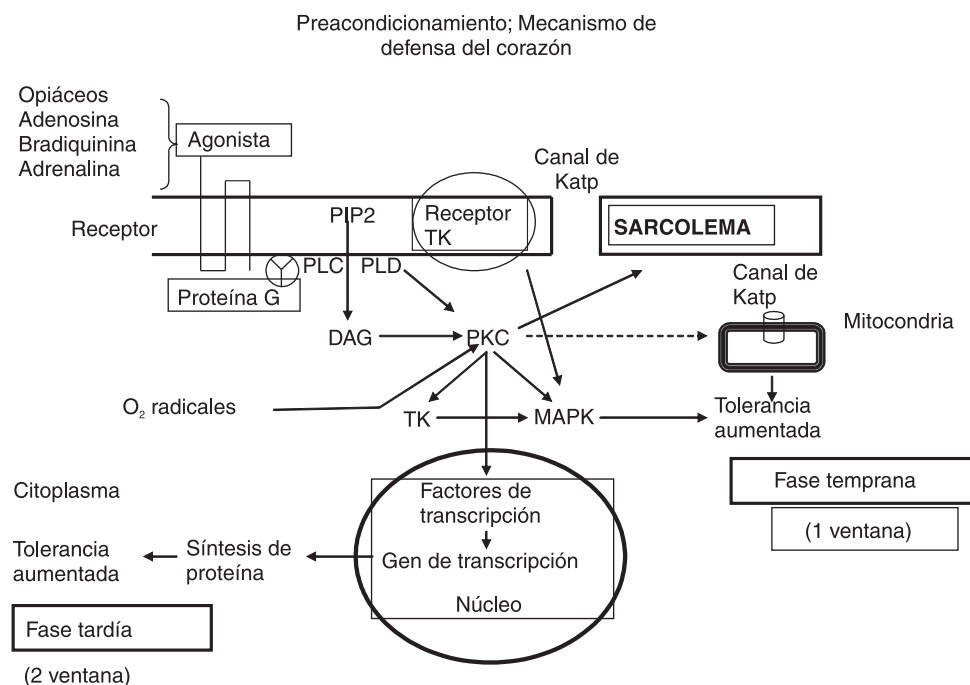 Preacondicionamiento; Mecanismo de
defensa del corazón
Opiáceos
Adenosina
Bradiquinina
Adrenalina
Agonista
Canal de
Katp
Receptor
PIP2
Receptor
TK
SARCOLEMA
PLC
PLD
Proteína G
Canal de
Katp
Mitocondria
DAG
PKC
O2 radicales
TK
MAPK
Tolerancia
aumentada
Fase temprana
(1 ventana)
Citoplasma
Factores de
transcripción
Gen de transcripción
Núcleo
Síntesis de
proteína
Tolerancia
aumentada
Fase tardía
(2 ventana)